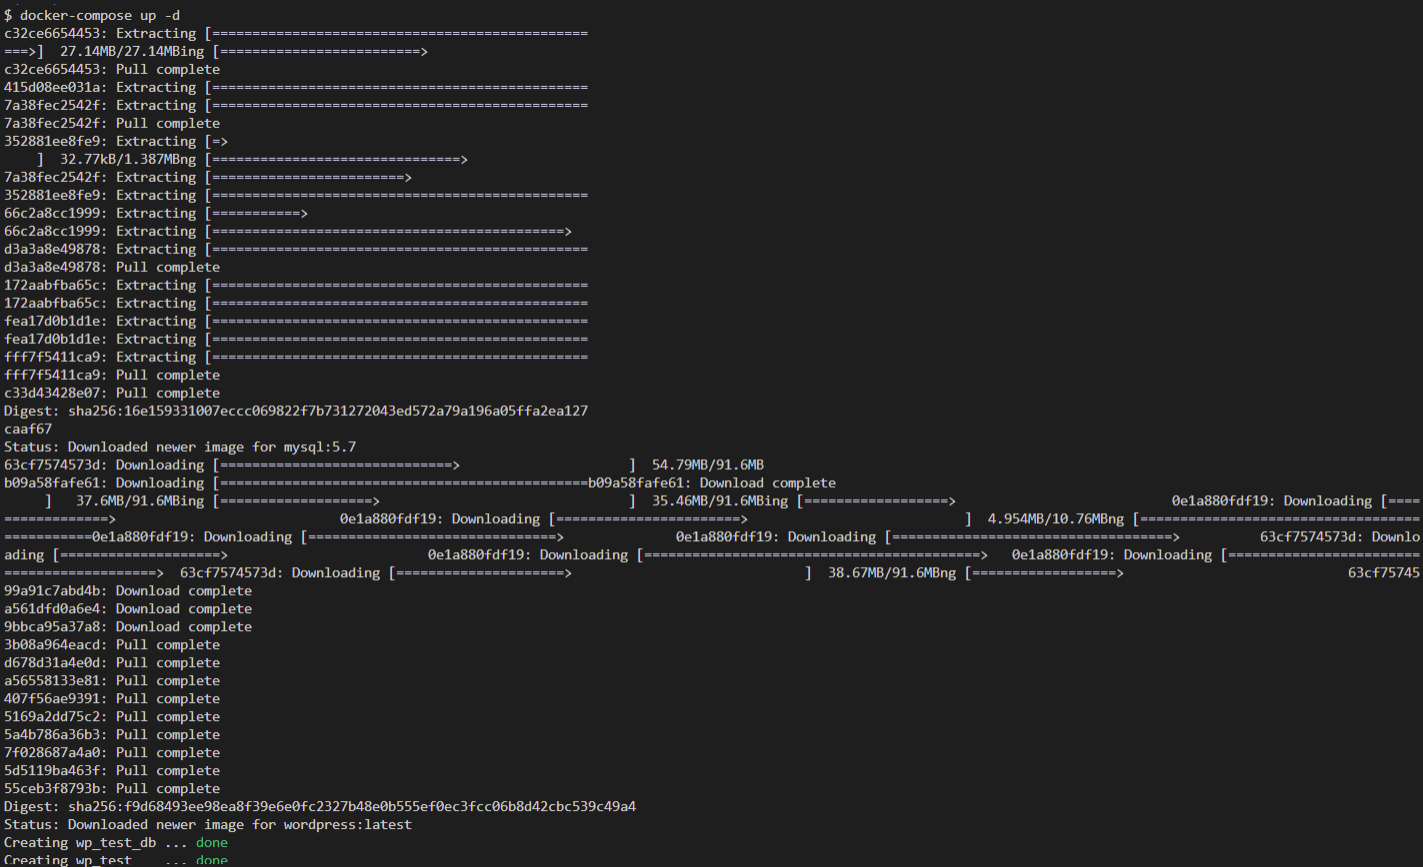 $ docker-compose up -d
c32ce6654453: Extracting [===============================================
===>]  27.14MB/27.14MBing [=========================>
c32ce6654453: Pull complete
415d08ee031a: Extracting [===============================================
7a38fec2542f: Extracting [===============================================
7a38fec2542f: Pull complete
352881ee8fe9: Extracting [=>
    ]  32.77kB/1.387MBng [===============================>
7a38fec2542f: Extracting [========================>
352881ee8fe9: Extracting [===============================================
66c2a8cc1999: Extracting [===========>
66c2a8cc1999: Extracting [============================================>
d3a3a8e49878: Extracting [===============================================
d3a3a8e49878: Pull complete
172aabfba65c: Extracting [===============================================
172aabfba65c: Extracting [===============================================
fea17d0b1d1e: Extracting [===============================================
fea17d0b1d1e: Extracting [===============================================
fff7f5411ca9: Extracting [===============================================
fff7f5411ca9: Pull complete
c33d43428e07: Pull complete
Digest: sha256:16e159331007eccc069822f7b731272043ed572a79a196a05ffa2ea127
caaf67
Status: Downloaded newer image for mysql:5.7
63cf7574573d: Downloading [=============================>                     ]  54.79MB/91.6MB
b09a58fafe61: Downloading [==============================================b09a58fafe61: Download complete
     ]   37.6MB/91.6MBing [===================>                               ]  35.46MB/91.6MBing [==================>                           0e1a880fdf19: Downloading [====
=============>                            0e1a880fdf19: Downloading [=======================>                           ]  4.954MB/10.76MBng [===================================
===========0e1a880fdf19: Downloading [===============================>              0e1a880fdf19: Downloading [===================================>          63cf7574573d: Downlo
ading [====================>                         0e1a880fdf19: Downloading [==========================================>   0e1a880fdf19: Downloading [========================
===================>  63cf7574573d: Downloading [=====================>                             ]  38.67MB/91.6MBng [==================>                            63cf75745
99a91c7abd4b: Download complete
a561dfd0a6e4: Download complete
9bbca95a37a8: Download complete
3b08a964eacd: Pull complete
d678d31a4e0d: Pull complete
a56558133e81: Pull complete
407f56ae9391: Pull complete
5169a2dd75c2: Pull complete
5a4b786a36b3: Pull complete
7f028687a4a0: Pull complete
5d5119ba463f: Pull complete
55ceb3f8793b: Pull complete
Digest: sha256:f9d68493ee98ea8f39e6e0fc2327b48e0b555ef0ec3fcc06b8d42cbc539c49a4
Status: Downloaded newer image for wordpress:latest
Creating wp_test_db ... done
Creating wp_test    ... done